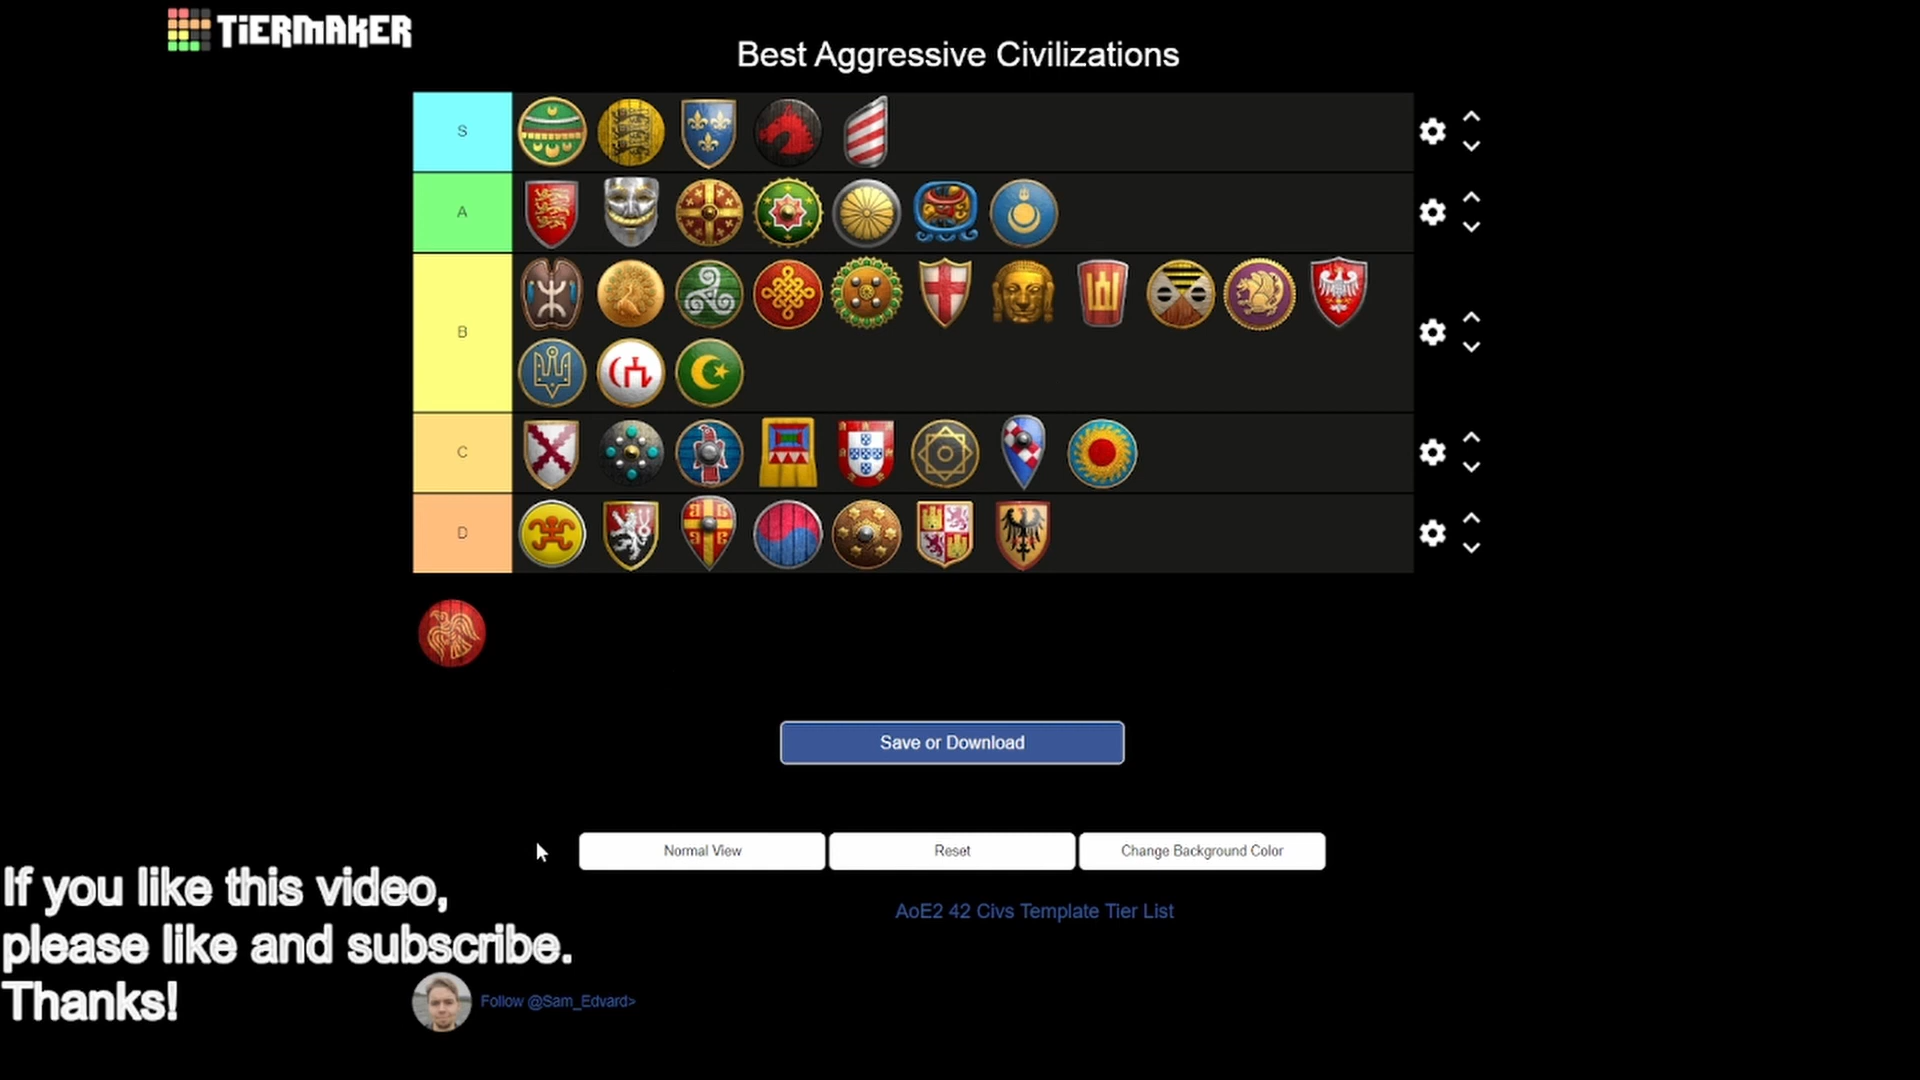 TiERMAKER
Best Aggressive Civilizations
S
A
B
C
D
Save or Download
Normal View
Reset
Change Background Color
AoE2 42 Civs Template Tier List
If you like this video,
please like and subscribe.
Thanks!
Follow @Sam_Edvard>